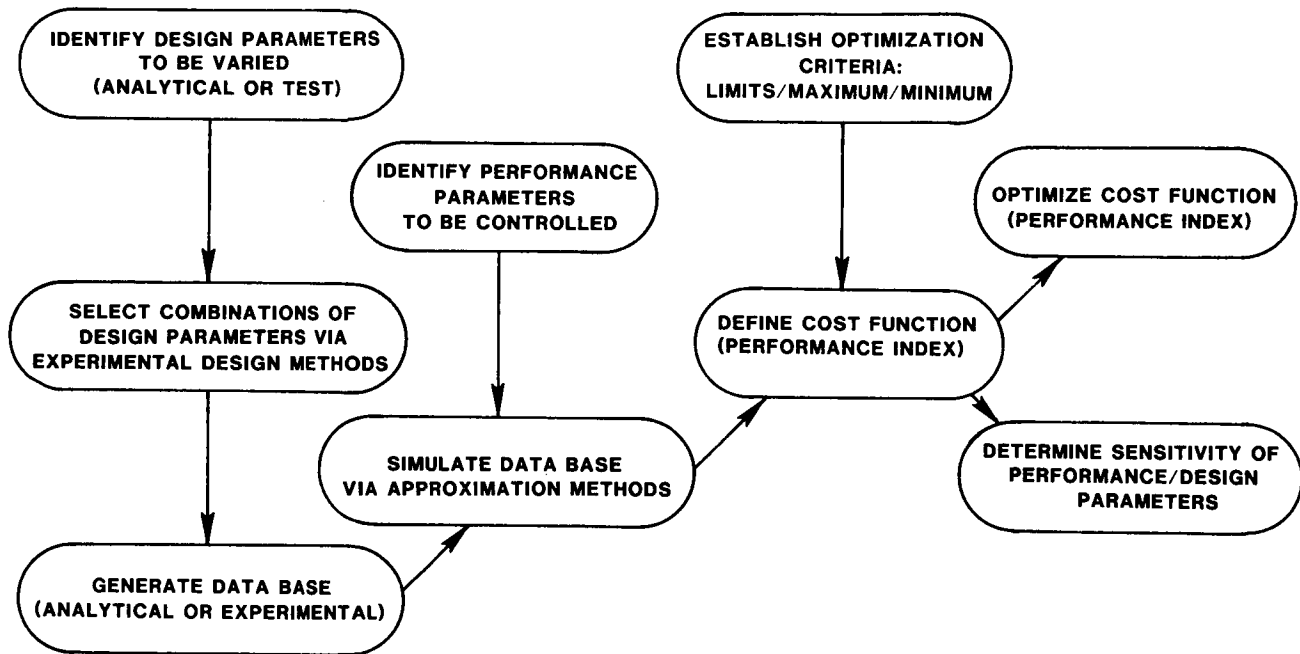 IDENTIFY DESIGN PARAMETERS
TO BE VARIED
(ANALYTICAL OR TEST)
SELECT COMBINATIONS OF
DESIGN PARAMETERS VIA
EXPERIMENTAL DESIGN METHODS
GENERATE DATA BASE
(ANALYTICAL OR EXPERIMENTAL)
IDENTIFY PERFORMANCE
PARAMETERS
TO BE CONTROLLED
SIMULATE DATA BASE
VIA APPROXIMATION METHODS
ESTABLISH OPTIMIZATION
CRITERIA:
LIMITS/MAXIMUM/MINIMUM
DEFINE COST FUNCTION
(PERFORMANCE INDEX)
OPTIMIZE COST FUNCTION
(PERFORMANCE INDEX)
DETERMINE SENSITIVITY OF
PERFORMANCE/DESIGN
PARAMETERS